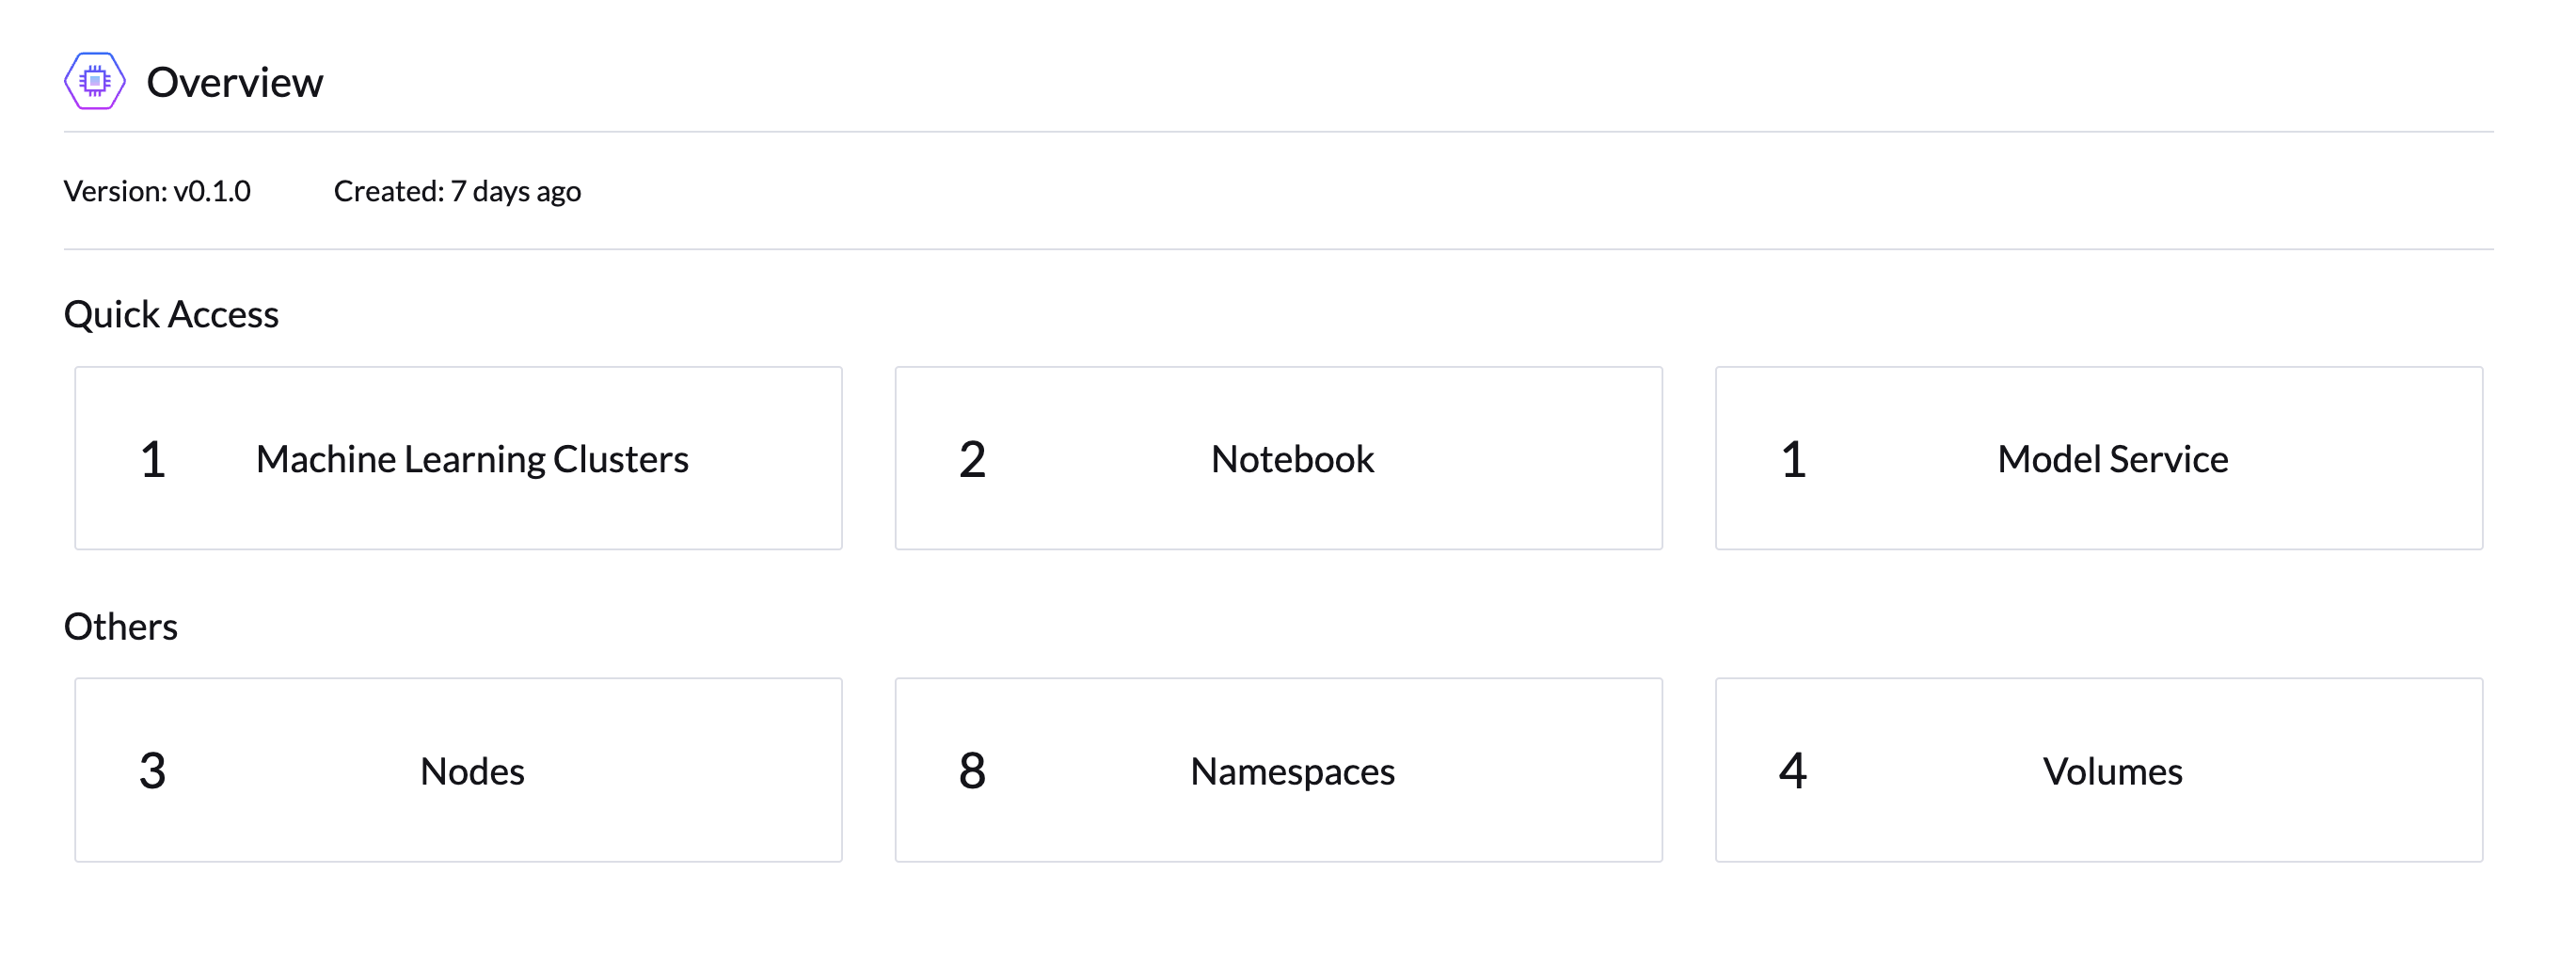 Overview
Version: v0.1.0 Created: 7 days ago
Quick Access
1 Machine Learning Clusters
2 Notebook
1 Model Service
Others
3 Nodes
8 Namespaces
4 Volumes